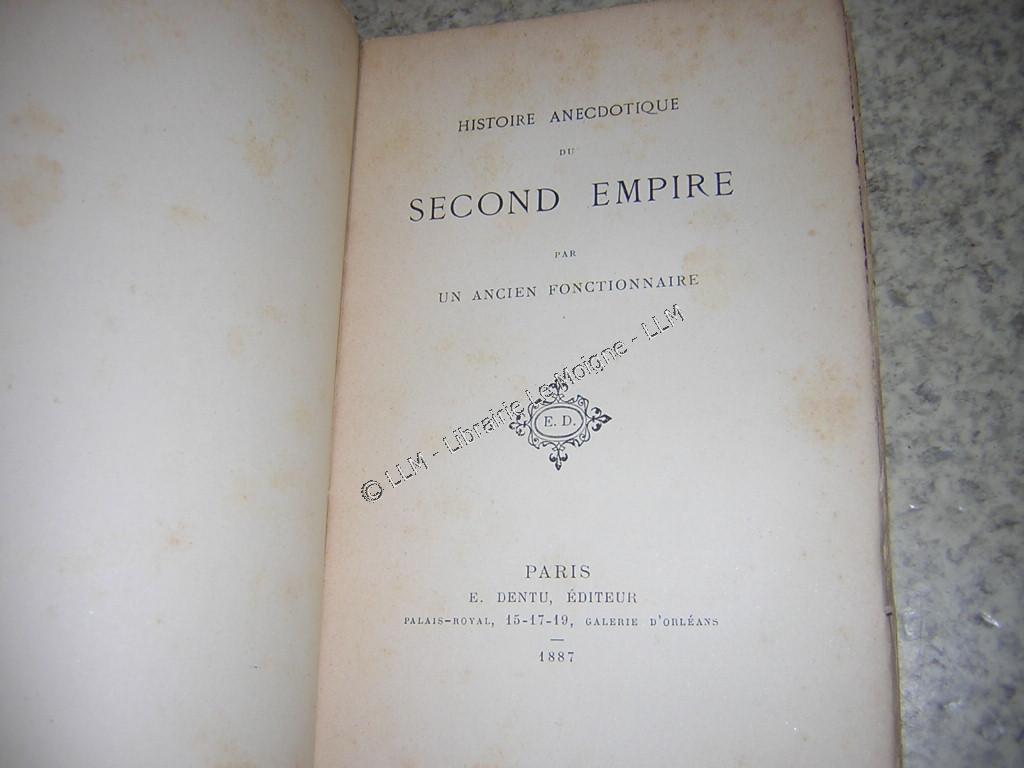 HISTOIRE ANECDOTIQUE
DU
SECOND EMPIRE
PAR
UN ANCIEN FONCTIONNAIRE
© LLM - Librairie Le Moigne - LLM
E. D.
PARIS
E. DENTU, ÉDITEUR
PALAIS-ROYAL, 15-17-19, GALERIE D'ORLÉANS
1887